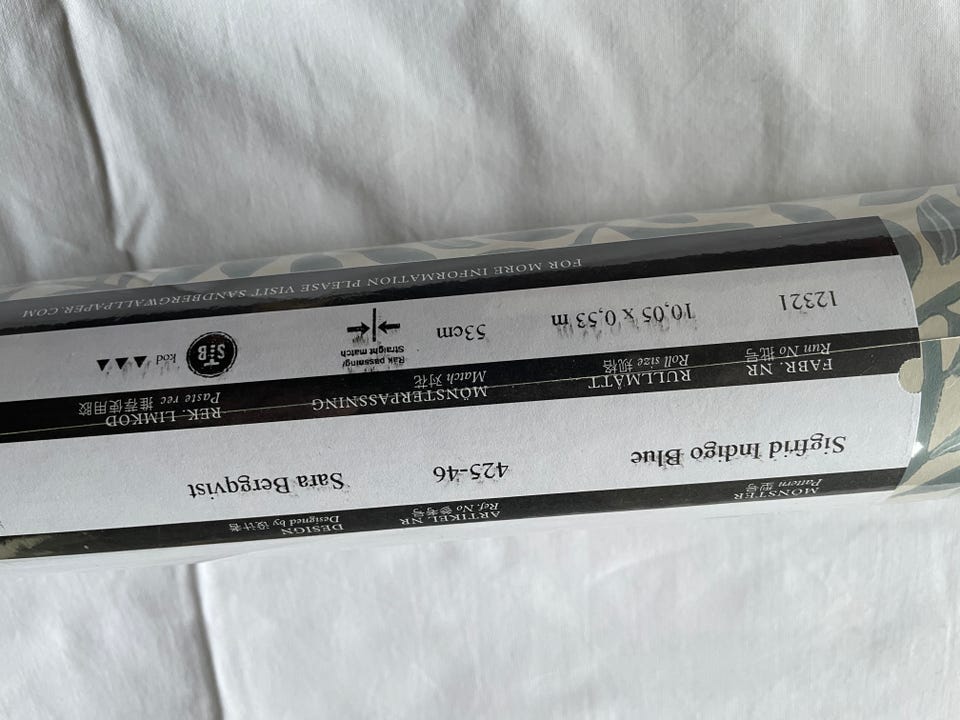 MÖNSTER
Pattern 型号
ARTIKEL NR
Ref. No 参考号
DESIGN
Designed by 设计者
Sigfrid Indigo Blue
425-46
Sara Bergqvist
FABR. NR
Run No 批号
RULLMÅTT
Roll size 规格
MÖNSTERPASSNING
Match 对花
REK. LIMKOD
Paste rec 推荐使用胶
12321
10,05 x 0,53 m
53cm
Rak passning/
Straight match
STB
kod
FOR MORE INFORMATION PLEASE VISIT SANDBERGWALLPAPER.COM